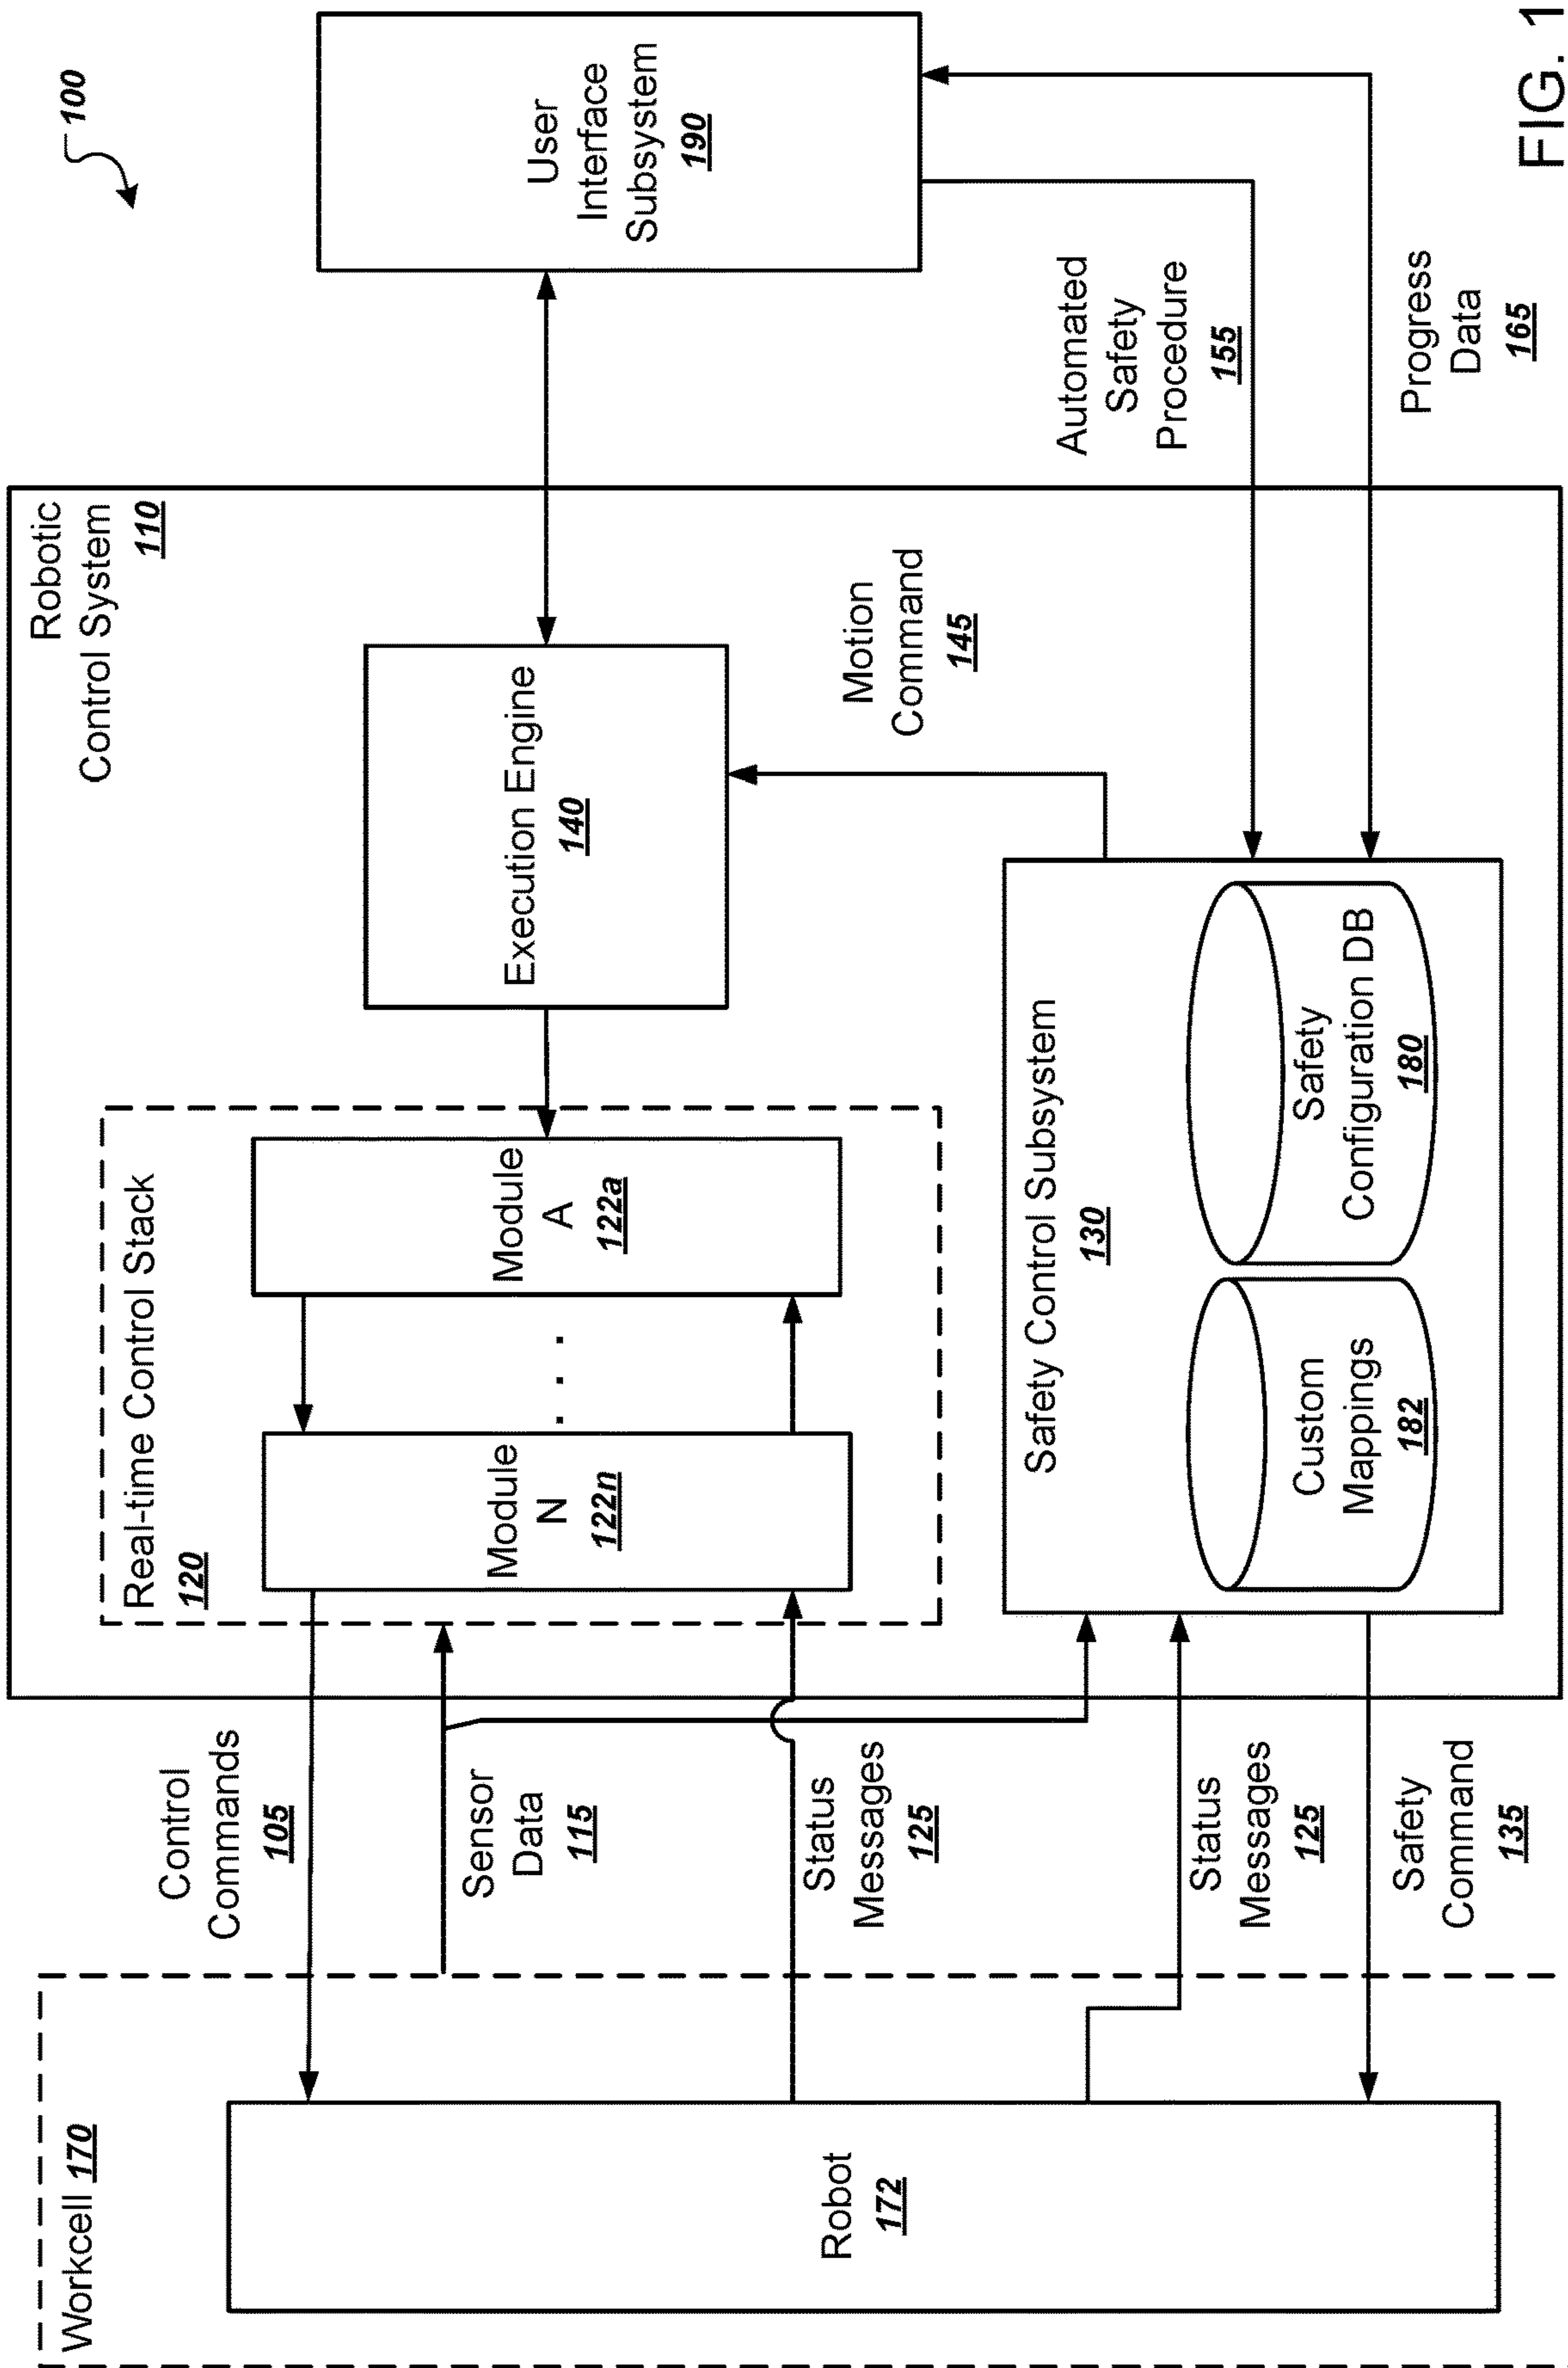 100
Workcell 170
Robot
172
Control
Commands
105
Sensor
Data
115
Status
Messages
125
Status
Messages
125
Safety
Command
135
Robotic
Control System
110
Real-time Control Stack
120
Module
N
122n
. . .
Module
A
122a
Execution Engine
140
Motion
Command
145
Safety Control Subsystem
130
Custom
Mappings
182
Safety
Configuration DB
180
User
Interface
Subsystem
190
Automated
Safety
Procedure
155
Progress
Data
165
FIG. 1